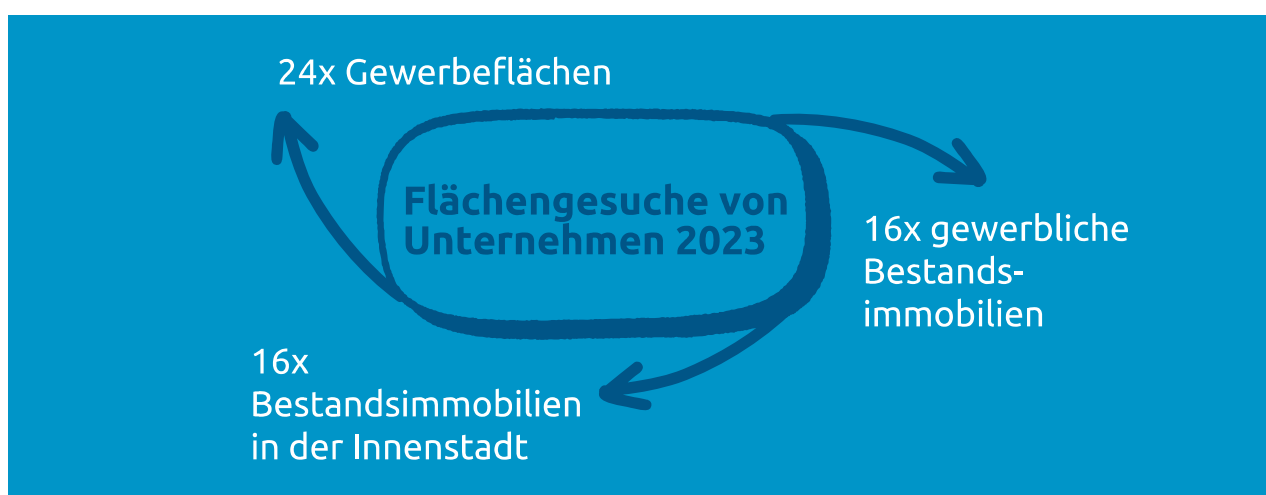 24x Gewerbeflächen
Flächengesuche von
Unternehmen 2023
16x gewerbliche
Bestands-
immobilien
16x
Bestandsimmobilien
in der Innenstadt